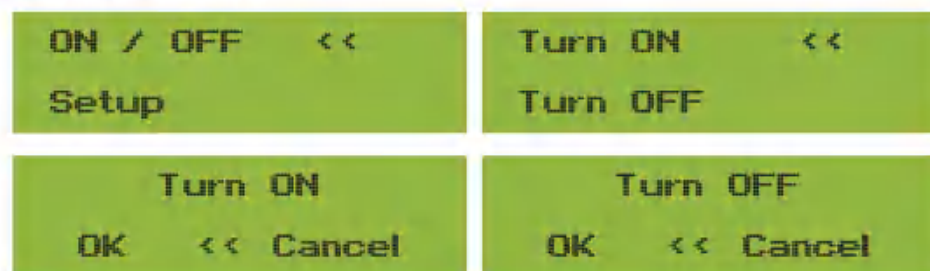 ON / OFF <<
Setup
Turn ON <<
Turn OFF
Turn ON
OK << Cancel
Turn OFF
OK << Cancel